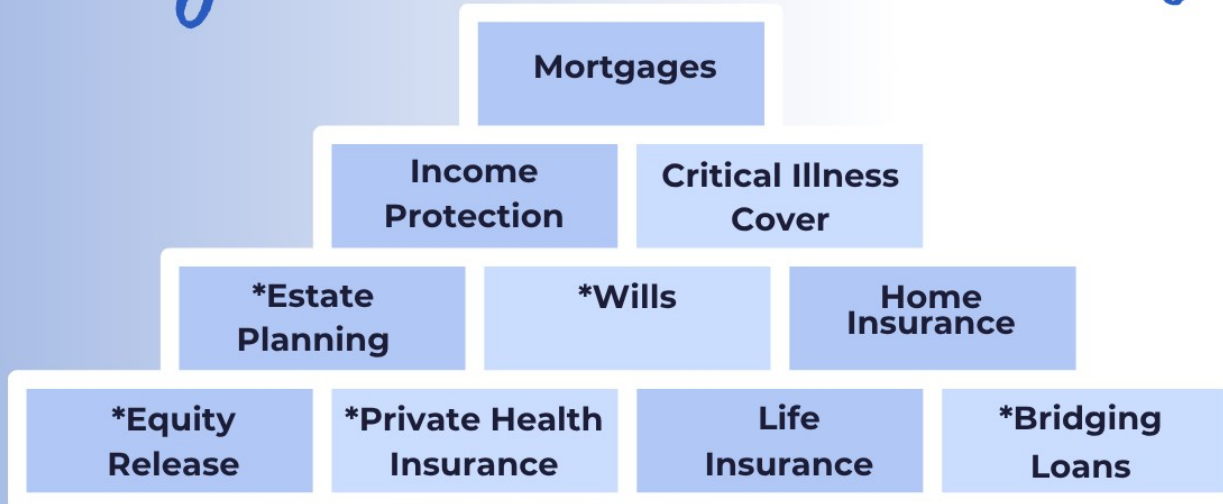 Mortgages
Income
Protection
Critical Illness
Cover
*Estate
Planning
*Wills
Home
Insurance
*Equity
Release
*Private Health
Insurance
Life
Insurance
*Bridging
Loans